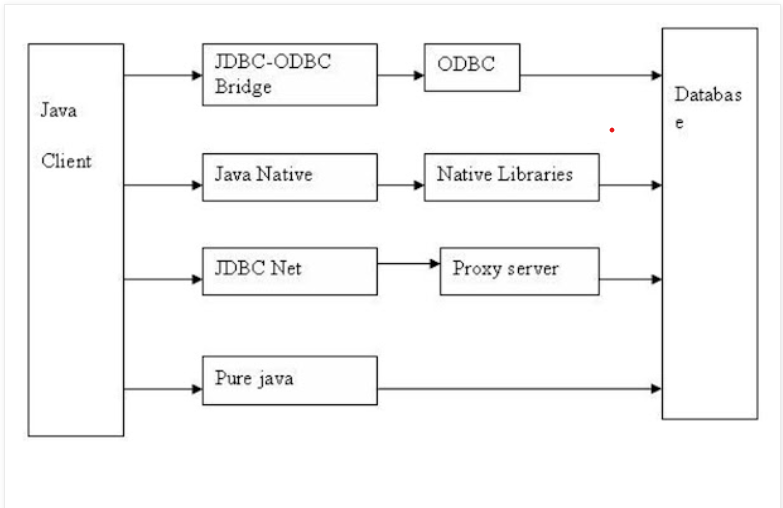 Java
Client
JDBC-ODBC
Bridge
ODBC
Databas
e
Java Native
Native Libraries
JDBC Net
Proxy server
Pure java